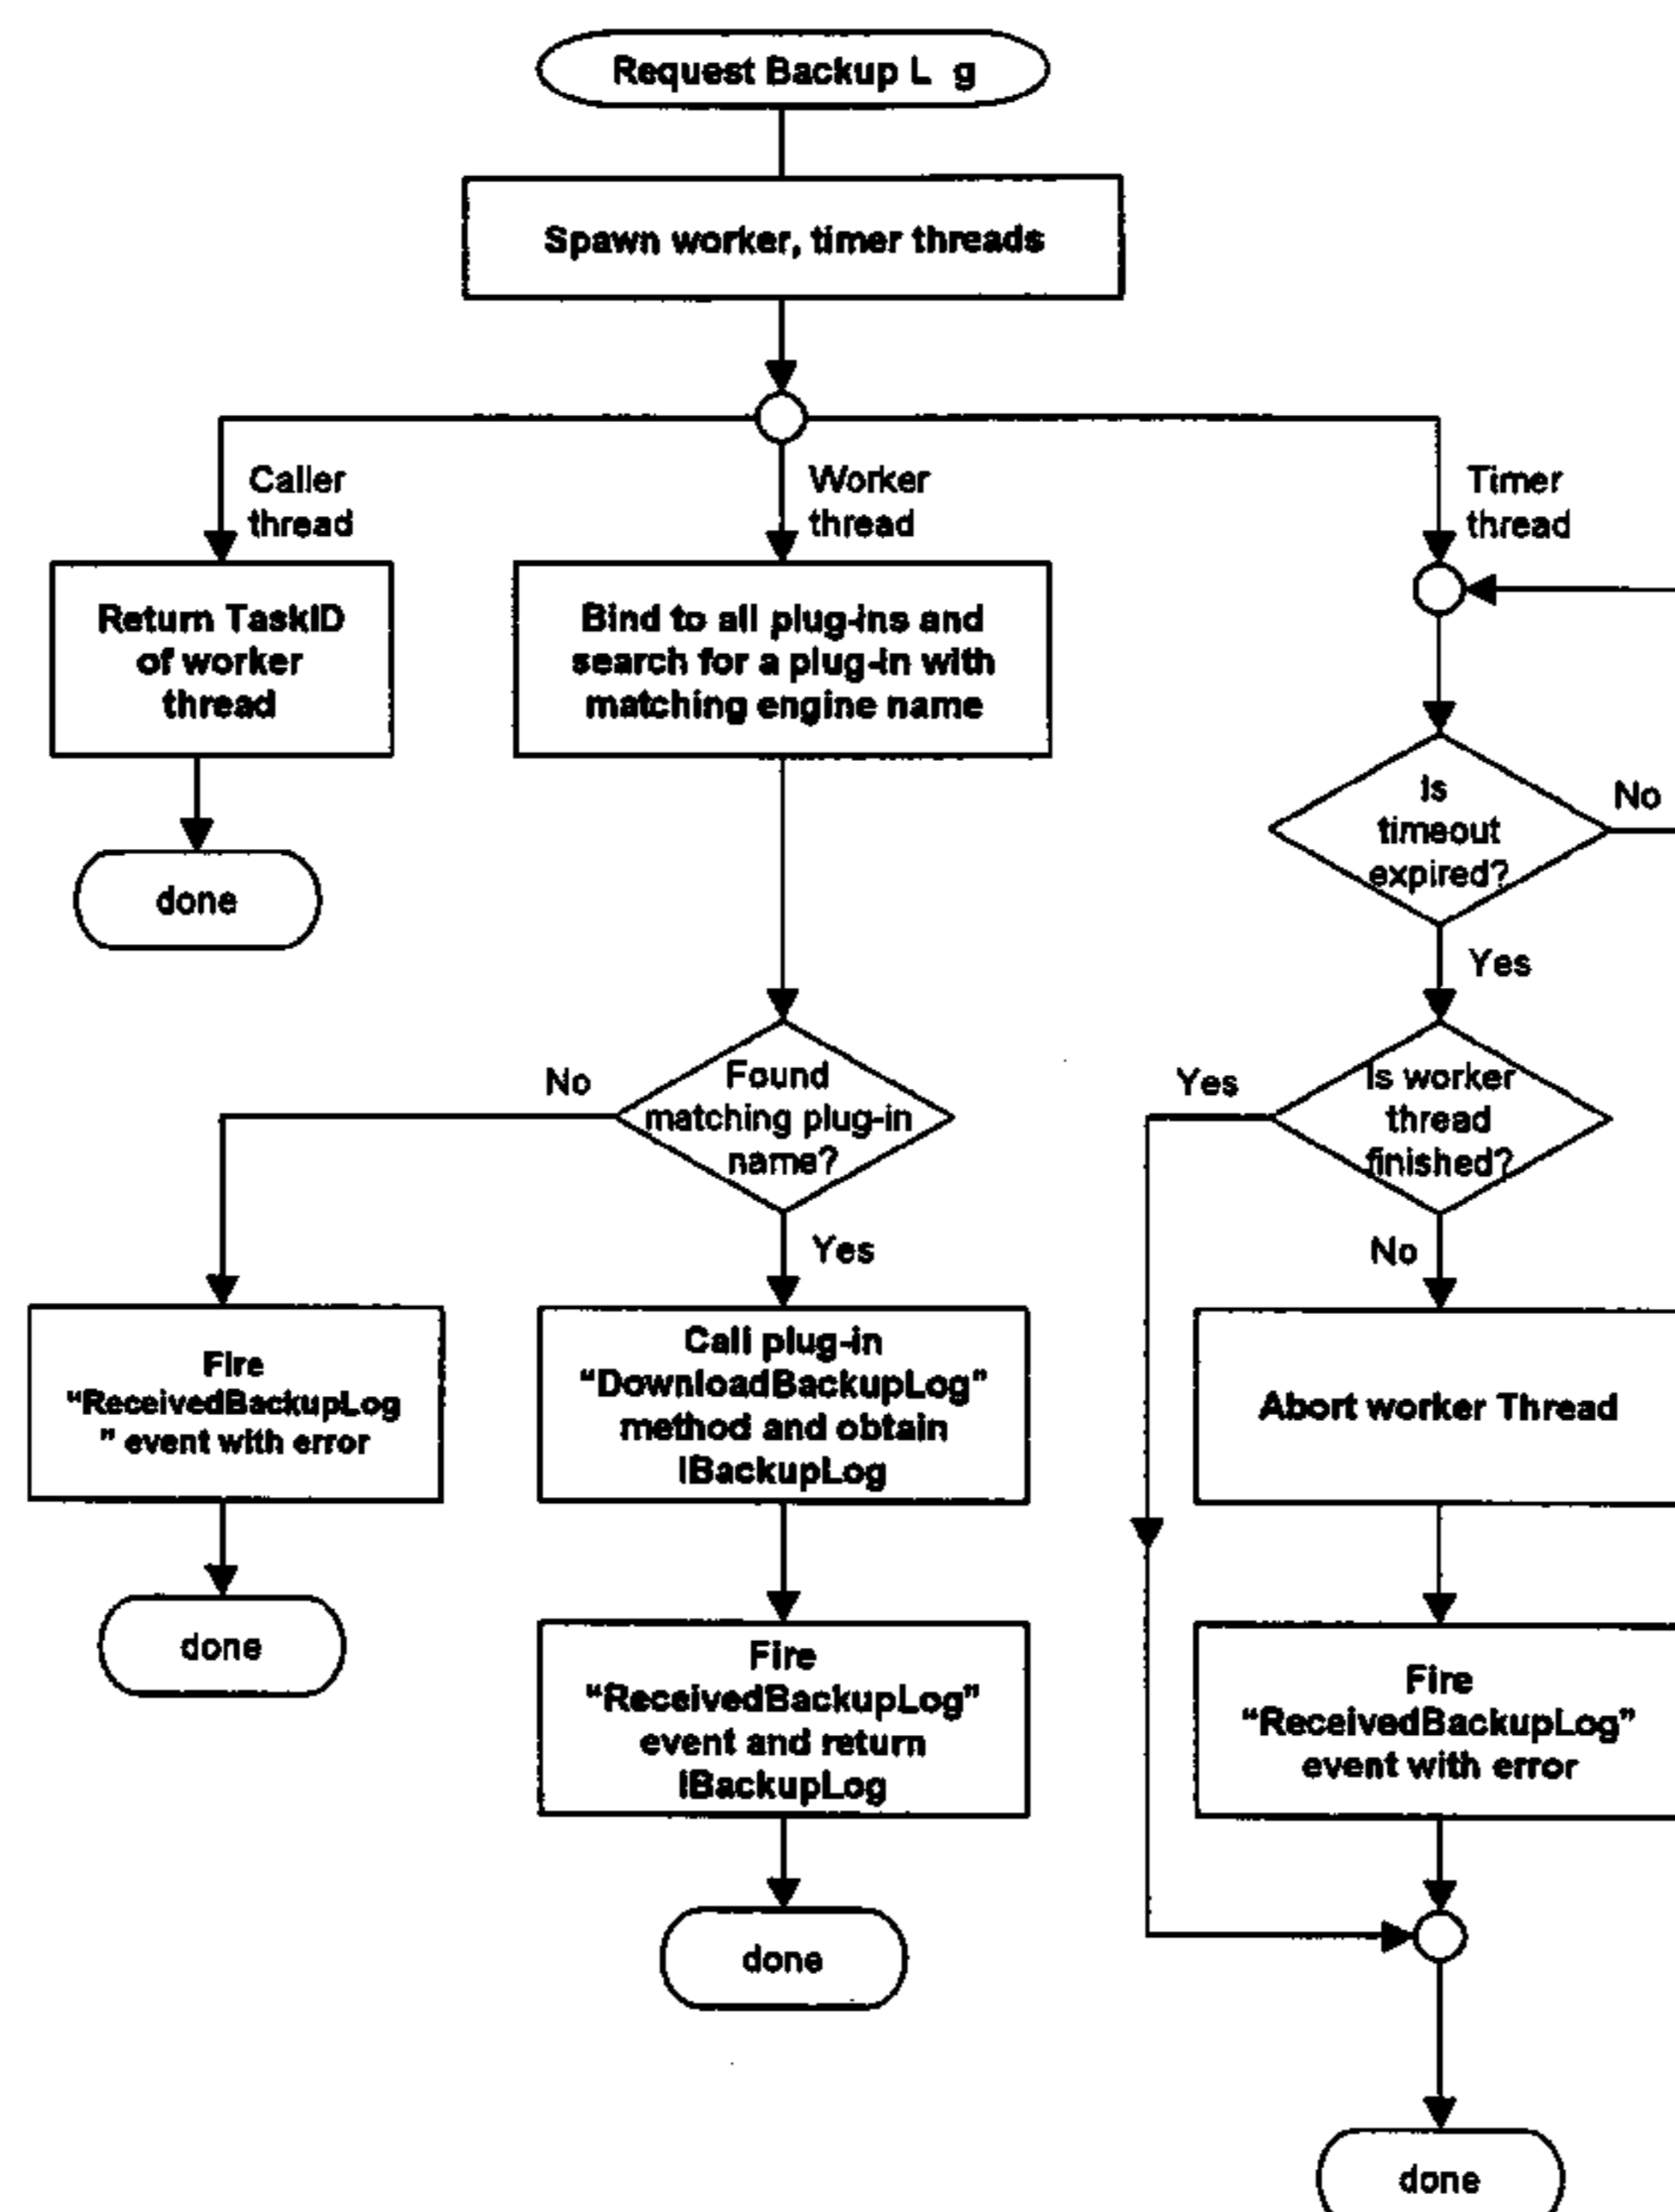 Request Backup L g
Spawn worker, timer threads
Caller
thread
Worker
thread
Timer
thread
Return TaskID
of worker
thread
Bind to all plug-ins and
search for a plug-in with
matching engine name
Is
timeout
expired?
No
done
Yes
Found
matching plug-in
name?
No
Yes
Is worker
thread
finished?
Yes
No
Fire
“ReceivedBackupLog
” event with error
Call plug-in
“DownloadBackupLog”
method and obtain
IBackupLog
Abort worker Thread
done
Fire
“ReceivedBackupLog”
event and return
IBackupLog
Fire
“ReceivedBackupLog”
event with error
done
done